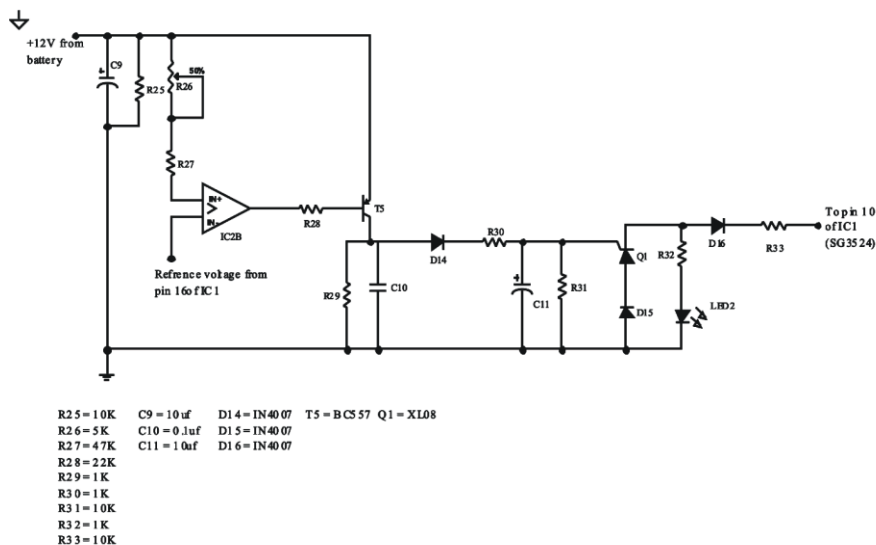 +12V from
battery
C9
R25
50%
R26
R27
IN+
IN-
IC2B
R28
T5
Refrence voltage from
pin 16of IC1
R29
C10
D14
R30
C11
R31
Q1
D15
R32
LED2
D16
R33
To pin 10
of IC1
(SG3524)
R25=10K C9=10uf D14=IN4007 T5=BC557 Q1=XL08
R26=5K C10=0.1uf D15=IN4007
R27=47K C11=10uf D16=IN4007
R28=22K
R29=1K
R30=1K
R31=10K
R32=1K
R33=10K